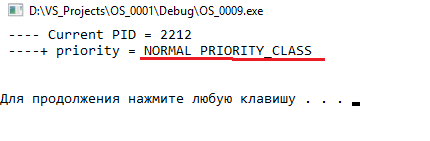 D:\VS_Projects\OS_0001\Debug\OS_0009.exe
---- Current PID = 2212
----+ priority = NORMAL_PRIORITY_CLASS
Для продолжения нажмите любую клавишу . . .